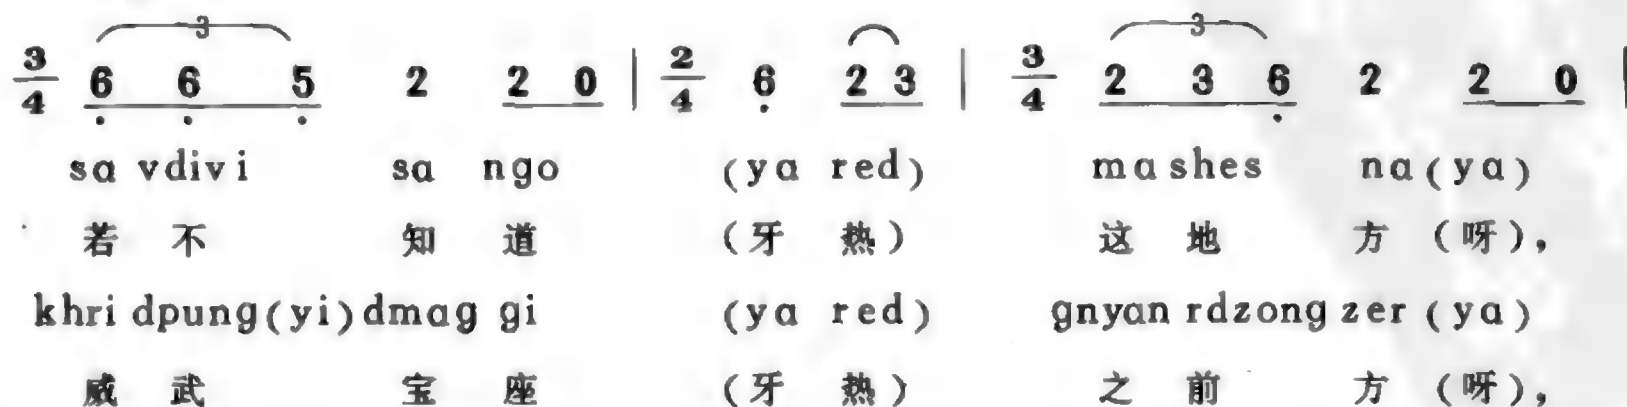 3 3
3/4 6 6 5 2 2 0 | 2/4 6 2 3 | 3/4 2 3 6 2 2 0 |
sa vdivi sa ngo (ya red) mashes na(ya)
若 不 知 道 (牙 热) 这 地 方 (呀),
khri dpung(yi)dmag gi (ya red) gnyan rdzong zer (ya)
威 武 宝 座 (牙 热) 之 前 方 (呀),